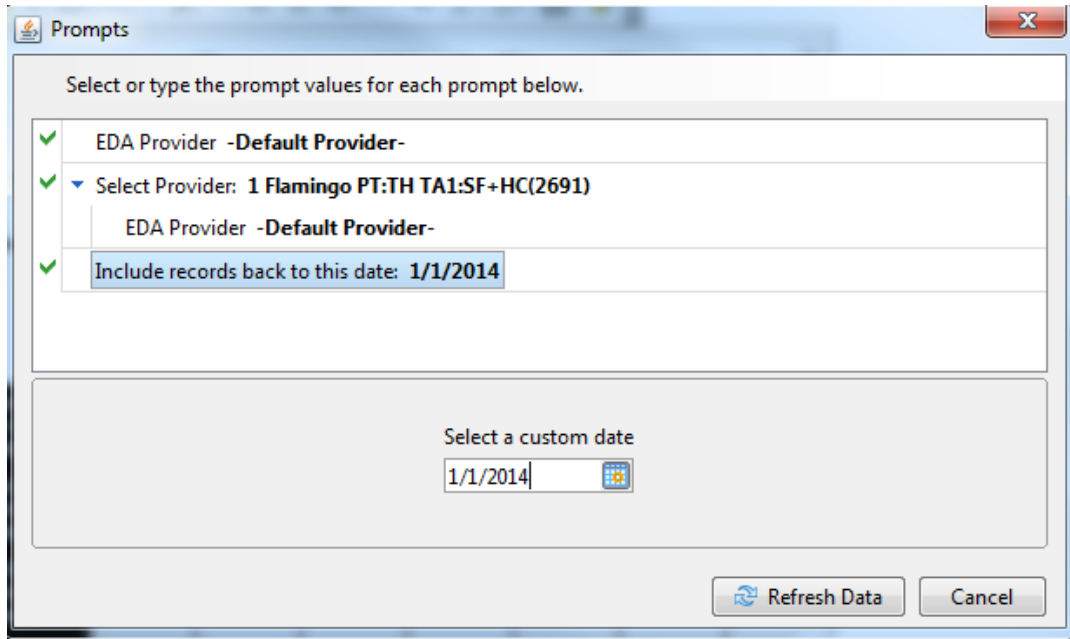 Prompts
Select or type the prompt values for each prompt below.
EDA Provider -Default Provider-
Select Provider: 1 Flamingo PT:TH TA1:SF+HC(2691)
EDA Provider -Default Provider-
Include records back to this date: 1/1/2014
Select a custom date
1/1/2014
Refresh Data Cancel